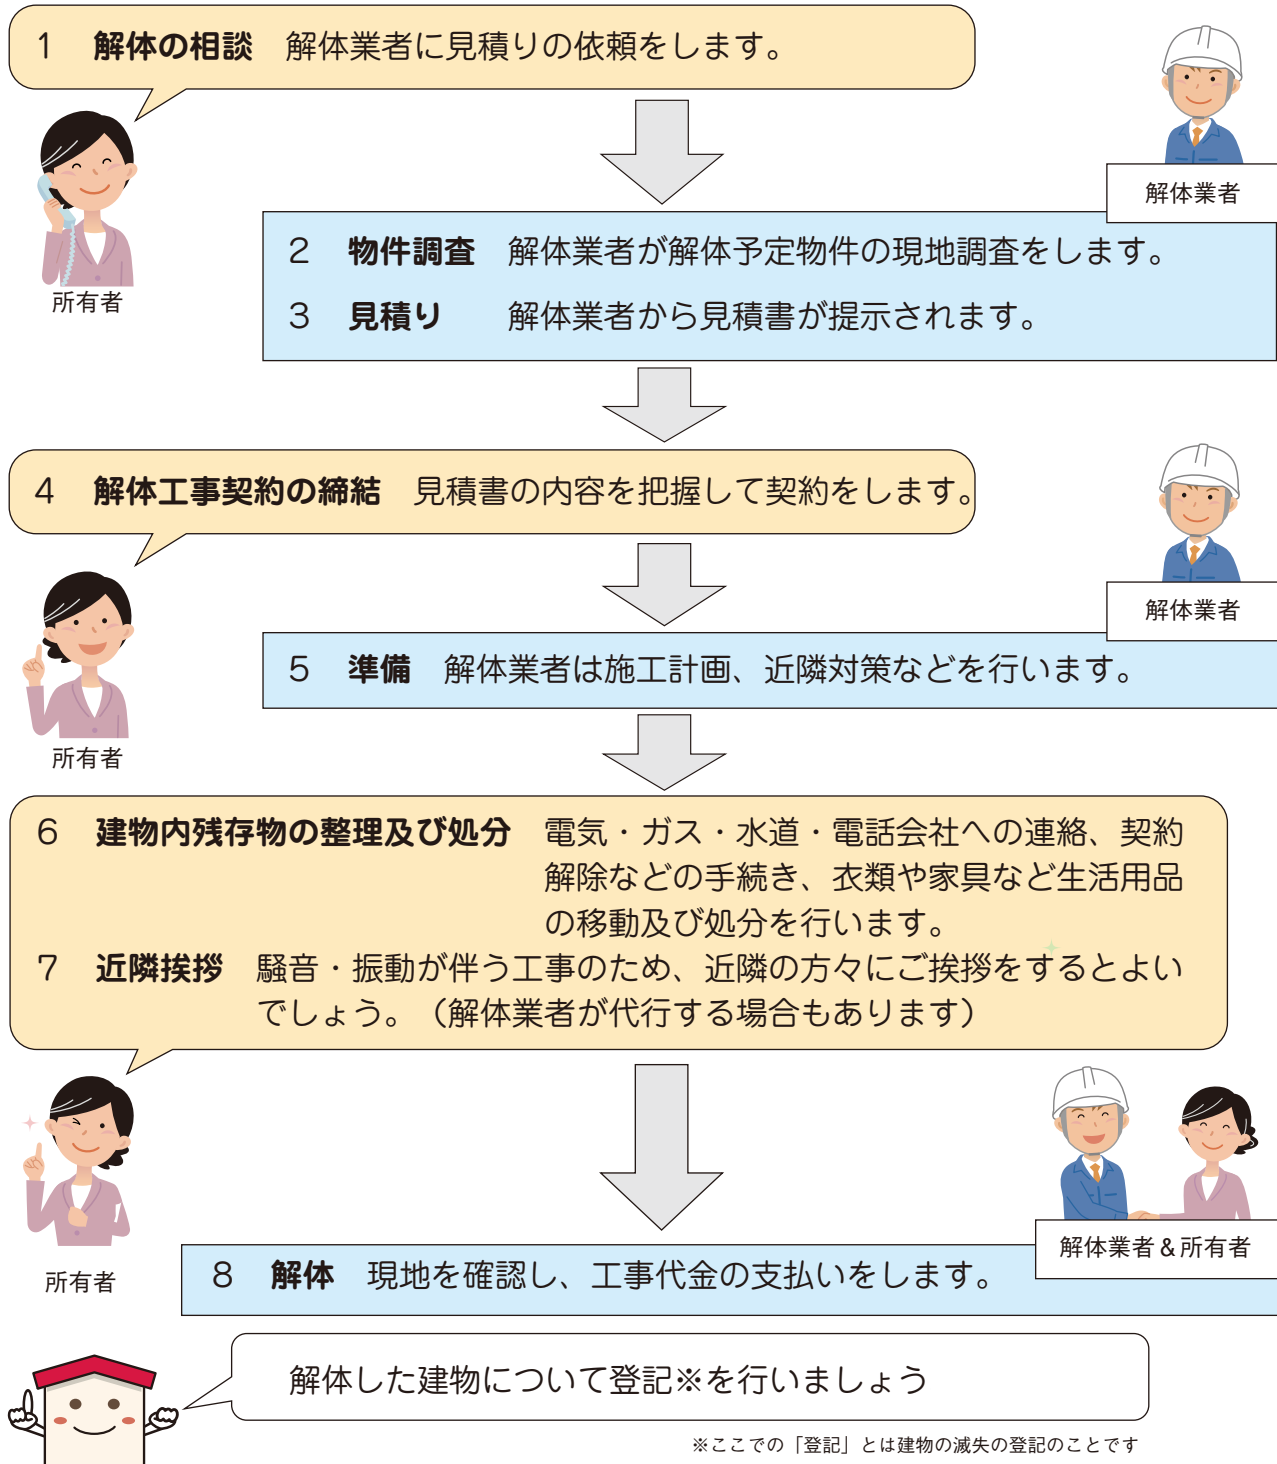 1 解体の相談 解体業者に見積りの依頼をします。
解体業者
所有者
2 物件調査 解体業者が解体予定物件の現地調査をします。
3 見積り 解体業者から見積書が提示されます。
4 解体工事契約の締結 見積書の内容を把握して契約をします。
解体業者
所有者
5 準備 解体業者は施工計画、近隣対策などを行います。
6 建物内残存物の整理及び処分 電気・ガス・水道・電話会社への連絡、契約
解除などの手続き、衣類や家具など生活用品
の移動及び処分を行います。
7 近隣挨拶 騒音・振動が伴う工事のため、近隣の方々にご挨拶をするとよい
でしょう。（解体業者が代行する場合もあります）
所有者
解体業者＆所有者
8 解体 現地を確認し、工事代金の支払いをします。
解体した建物について登記※を行いましょう
※ここでの「登記」とは建物の滅失の登記のことです